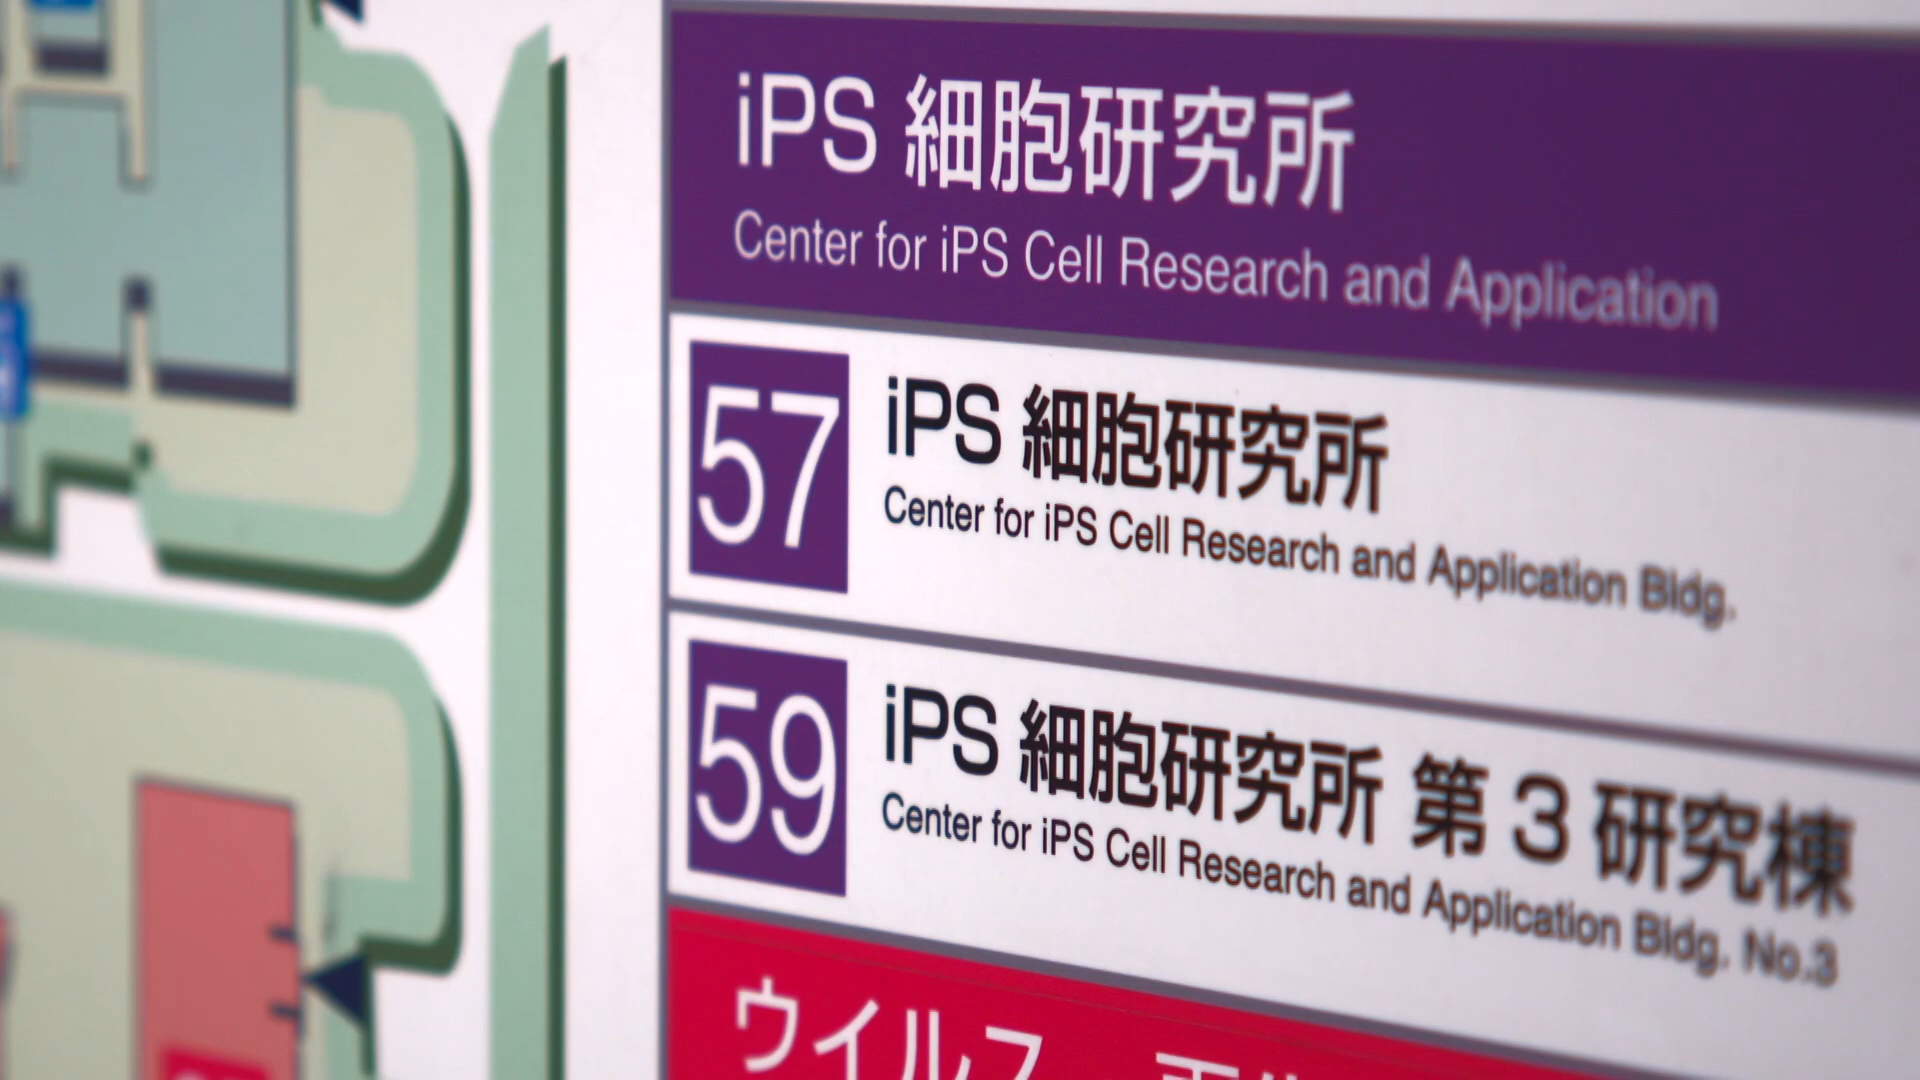 iPS 細胞研究所
Center for iPS Cell Research and Application
57
iPS 細胞研究所
Center for iPS Cell Research and Application Bldg.
59
iPS 細胞研究所 第3研究棟
Center for iPS Cell Research and Application Bldg. No.3
ウイルス